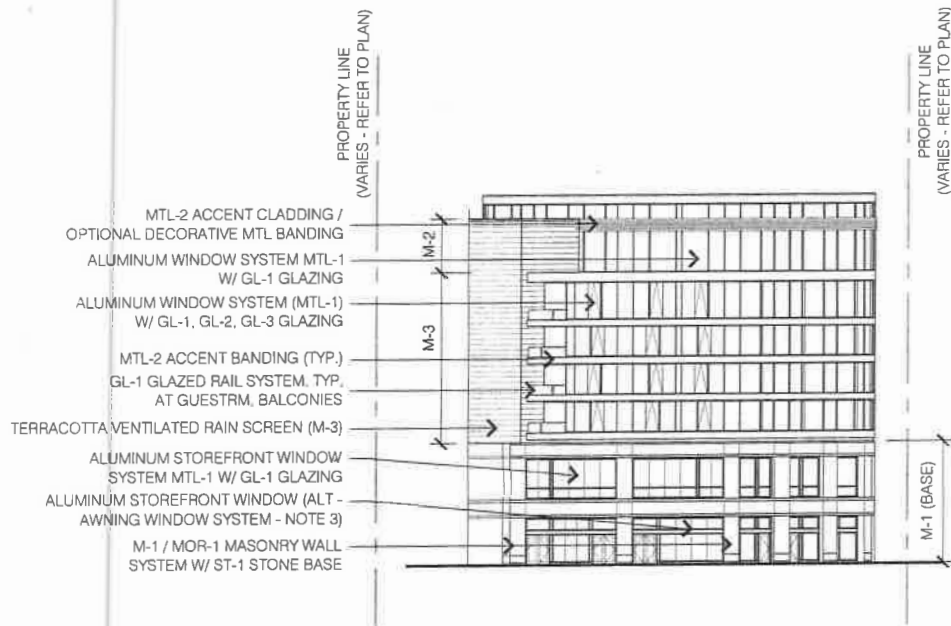 PROPERTY LINE
(VARIES - REFER TO PLAN)
PROPERTY LINE
(VARIES - REFER TO PLAN)
MTL-2 ACCENT CLADDING /
OPTIONAL DECORATIVE MTL BANDING
ALUMINUM WINDOW SYSTEM MTL-1
W/ GL-1 GLAZING
ALUMINUM WINDOW SYSTEM (MTL-1)
W/ GL-1, GL-2, GL-3 GLAZING
MTL-2 ACCENT BANDING (TYP.)
GL-1 GLAZED RAIL SYSTEM, TYP.
AT GUESTRM. BALCONIES
TERRACOTTA VENTILATED RAIN SCREEN (M-3)
ALUMINUM STOREFRONT WINDOW
SYSTEM MTL-1 W/ GL-1 GLAZING
ALUMINUM STOREFRONT WINDOW (ALT -
AWNING WINDOW SYSTEM - NOTE 3)
M-1 / MOR-1 MASONRY WALL
SYSTEM W/ ST-1 STONE BASE
M-2
M-3
M-1 (BASE)